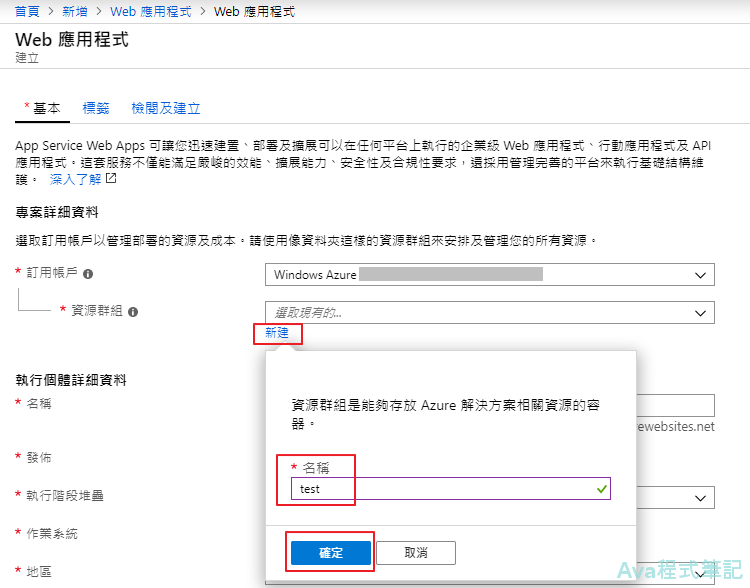 首頁 > 新增 > Web 應用程式 > Web 應用程式
Web 應用程式
建立
* 基本 標籤 檢閱及建立
App Service Web Apps 可讓您迅速建置、部署及擴展可以在任何平台上執行的企業級 Web 應用程式、行動應用程式及 API
應用程式。這套服務不僅能滿足嚴峻的效能、擴展能力、安全性及合規性要求，還採用管理完善的平台來執行基礎結構維
護。 深入了解
專案詳細資料
選取訂用帳戶以管理部署的資源及成本。請使用像資料夾這樣的資源群組來安排及管理您的所有資源。
* 訂用帳戶 Windows Azure
* 資源群組 選取現有的...
新建
執行個體詳細資料
* 名稱
資源群組是能夠存放 Azure 解決方案相關資源的容
器。
ewebsites.net
* 發佈
* 名稱
test
* 執行階段堆疊
* 作業系統
確定 取消
* 地區
Ava程式筆記